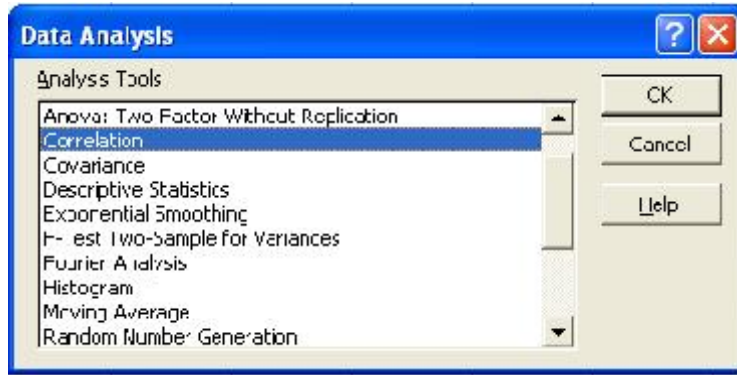 Data Analysis
Analysis Tools
OK
Cancel
Help
Anova: Two Factor Without Replication
Correlation
Covariance
Descriptive Statistics
Exponential Smoothing
F-Test Two-Sample for Variances
Fourier Analysis
Histogram
Moving Average
Random Number Generation